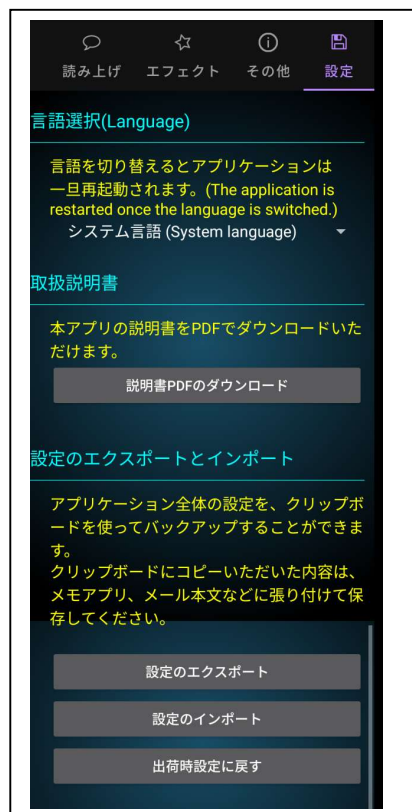 読み上げ エフェクト その他 設定
言語選択(Language)
言語を切り替えるとアプリケーションは
一旦再起動されます。(The application is
restarted once the language is switched.)
システム言語 (System language)
取扱説明書
本アプリの説明書をPDFでダウンロードいた
だけます。
説明書PDFのダウンロード
設定のエクスポートとインポート
アプリケーション全体の設定を、クリップボ
ードを使ってバックアップすることができま
す。
クリップボードにコピーいただいた内容は、
メモアプリ、メール本文などに張り付けて保
存してください。
設定のエクスポート
設定のインポート
出荷時設定に戻す